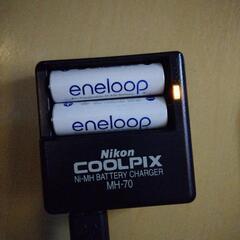 eneloop
eneloop
Nikon
COOLPIX
Ni-MH BATTERY CHARGER
MH-70